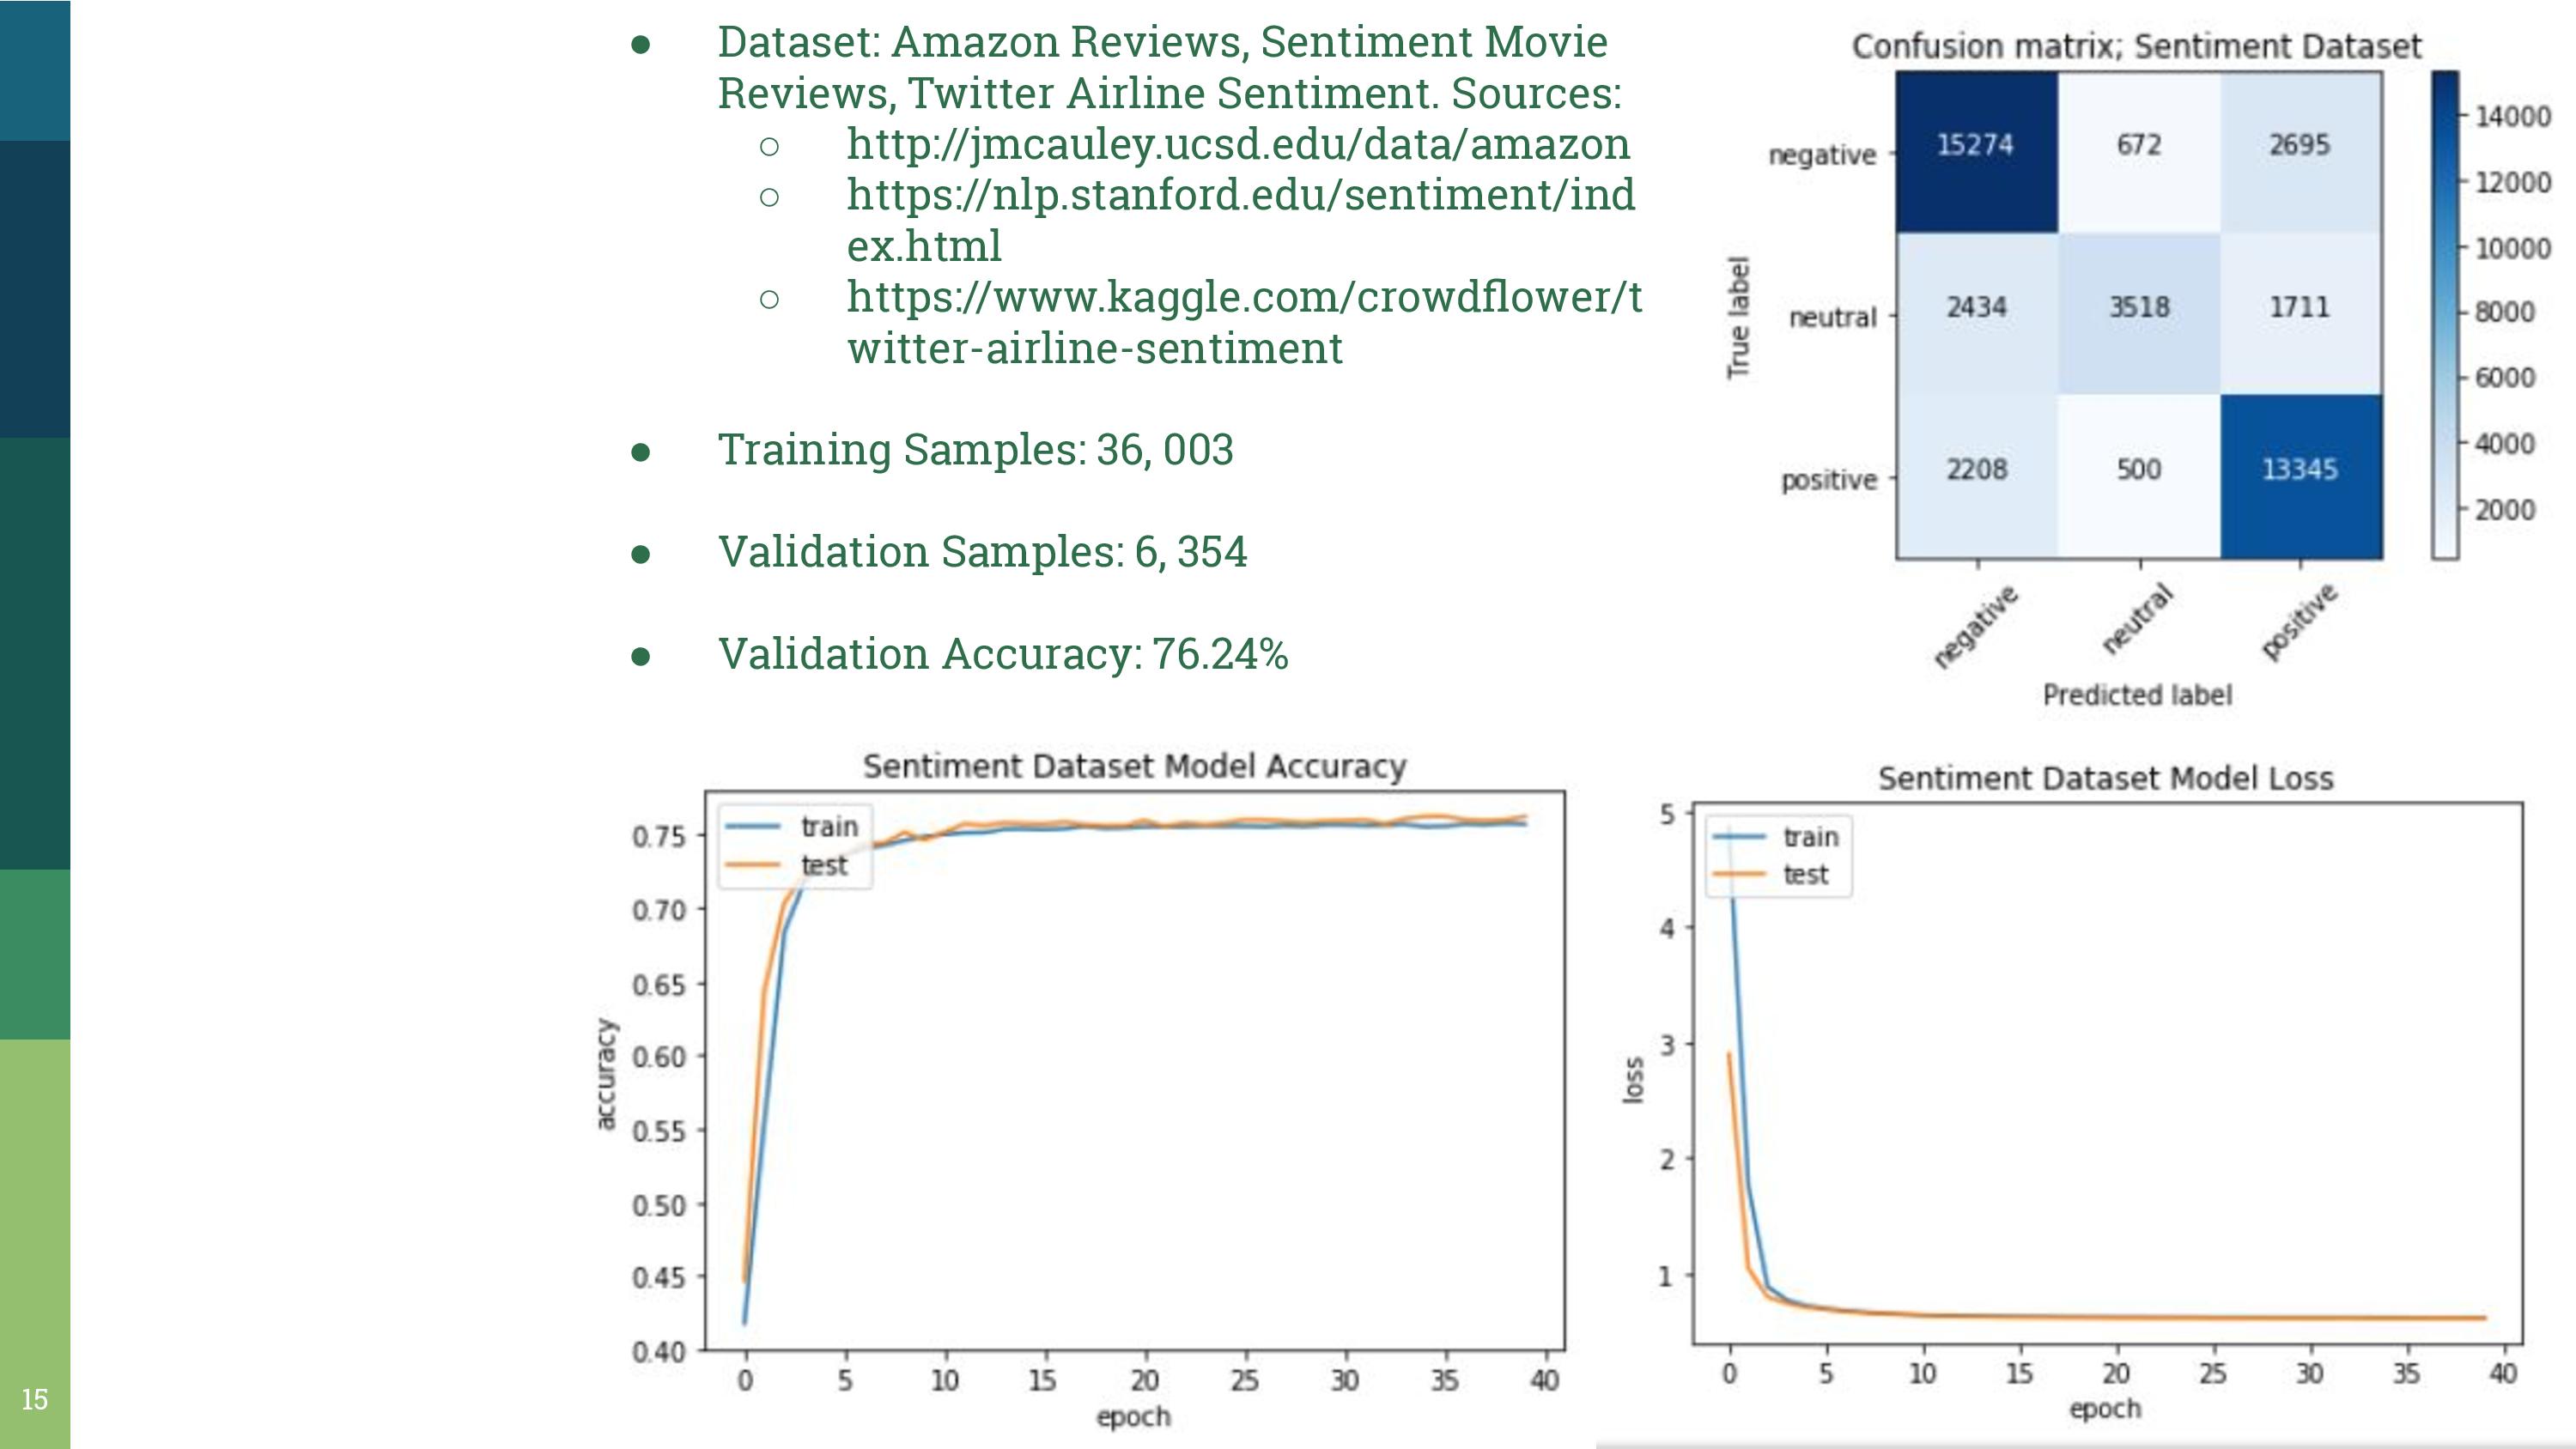 ● Dataset: Amazon Reviews, Sentiment Movie
Reviews, Twitter Airline Sentiment. Sources:
○ http://jmcauley.ucsd.edu/data/amazon
○ https://nlp.stanford.edu/sentiment/ind
ex.html
○ https://www.kaggle.com/crowdflower/t
witter-airline-sentiment
● Training Samples: 36, 003
● Validation Samples: 6, 354
● Validation Accuracy: 76.24%
Confusion matrix; Sentiment Dataset
True label
negative 15274 672 2695
neutral 2434 3518 1711
positive 2208 500 13345
negative neutral positive
Predicted label
14000
12000
10000
8000
6000
4000
2000
Sentiment Dataset Model Accuracy
train
test
accuracy
0.75
0.70
0.65
0.60
0.55
0.50
0.45
0.40
0 5 10 15 20 25 30 35 40
epoch
Sentiment Dataset Model Loss
train
test
loss
5
4
3
2
1
0 5 10 15 20 25 30 35 40
epoch
15